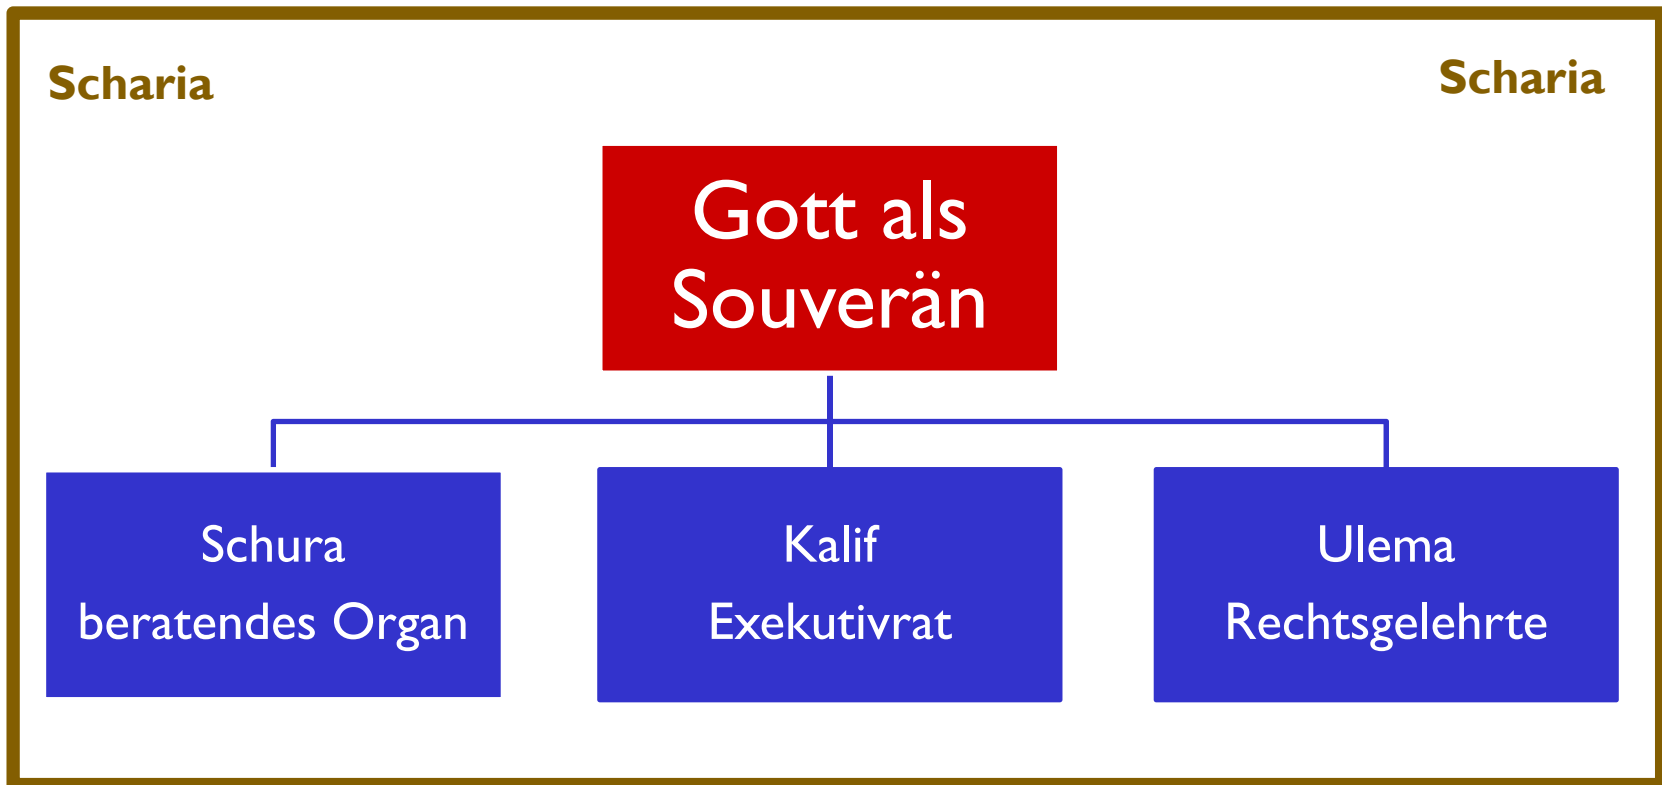 Scharia
Scharia
Gott als
Souverän
Schura
beratendes Organ
Kalif
Exekutivrat
Ulema
Rechtsgelehrte